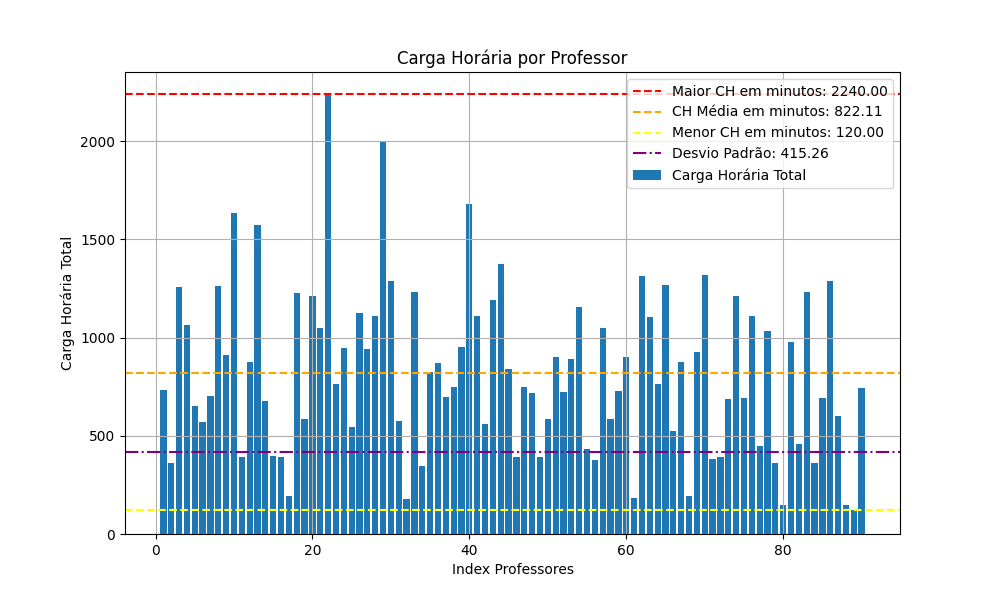 Carga Horária por Professor
Maior CH em minutos: 2240.00
CH Média em minutos: 822.11
Menor CH em minutos: 120.00
Desvio Padrão: 415.26
Carga Horária Total
Carga Horária Total
2000
1500
1000
500
0
0 20 40 60 80
Index Professores